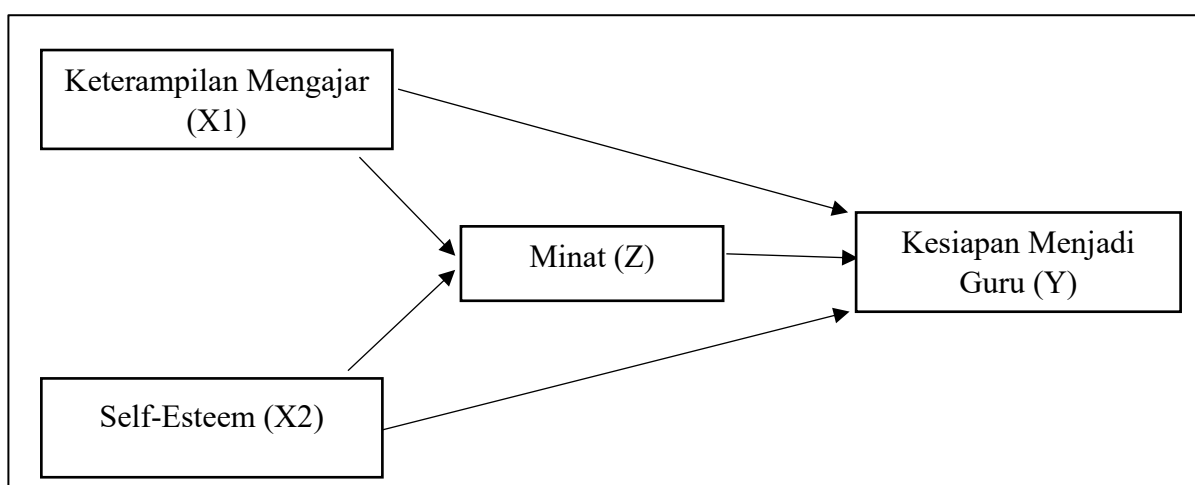 Keterampilan Mengajar
(X1)
Minat (Z)
Kesiapan Menjadi
Guru (Y)
Self-Esteem (X2)